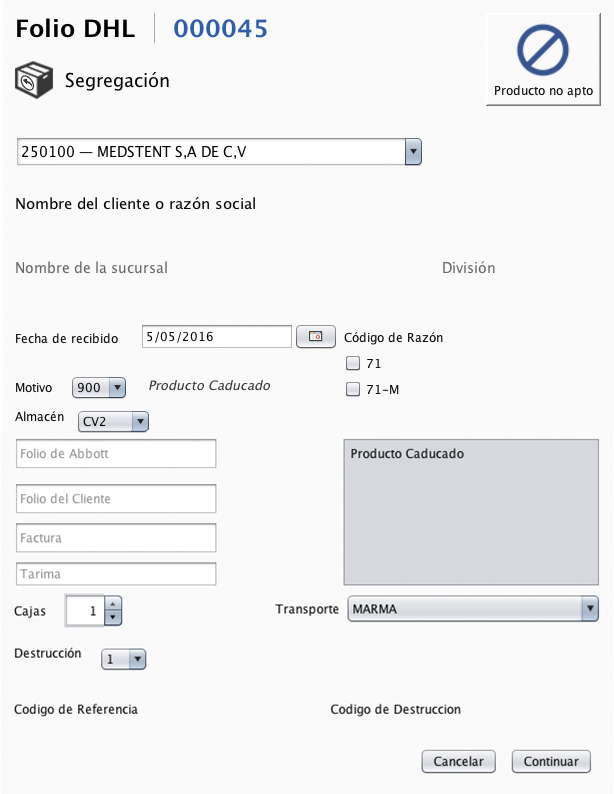 Folio DHL 000045
Segregación
Producto no apto
250100 — MEDSTENT S,A DE C,V
Nombre del cliente o razón social
Nombre de la sucursal División
Fecha de recibido 5/05/2016 Código de Razón
71
Motivo 900 Producto Caducado 71-M
Almacén CV2
Folio de Abbott Producto Caducado
Folio del Cliente
Factura
Tarima
Cajas 1 Transporte MARMA
Destrucción 1
Codigo de Referencia Codigo de Destruccion
Cancelar Continuar